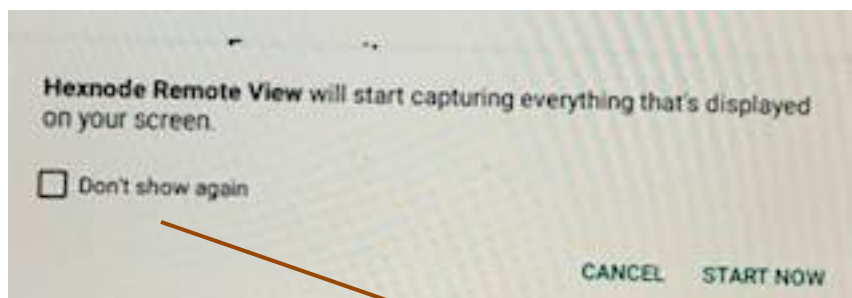 Hexnode Remote View will start capturing everything that's displayed
on your screen.
Don't show again
CANCEL START NOW